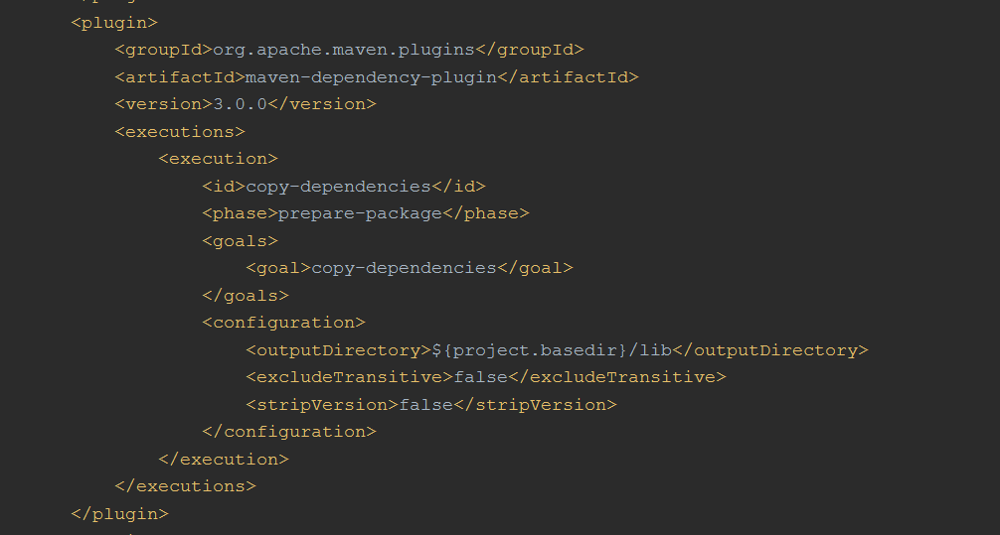 <plugin>
<groupId>org.apache.maven.plugins</groupId>
<artifactId>maven-dependency-plugin</artifactId>
<version>3.0.0</version>
<executions>
<execution>
<id>copy-dependencies</id>
<phase>prepare-package</phase>
<goals>
<goal>copy-dependencies</goal>
</goals>
<configuration>
<outputDirectory>${project.basedir}/lib</outputDirectory>
<excludeTransitive>false</excludeTransitive>
<stripVersion>false</stripVersion>
</configuration>
</execution>
</executions>
</plugin>